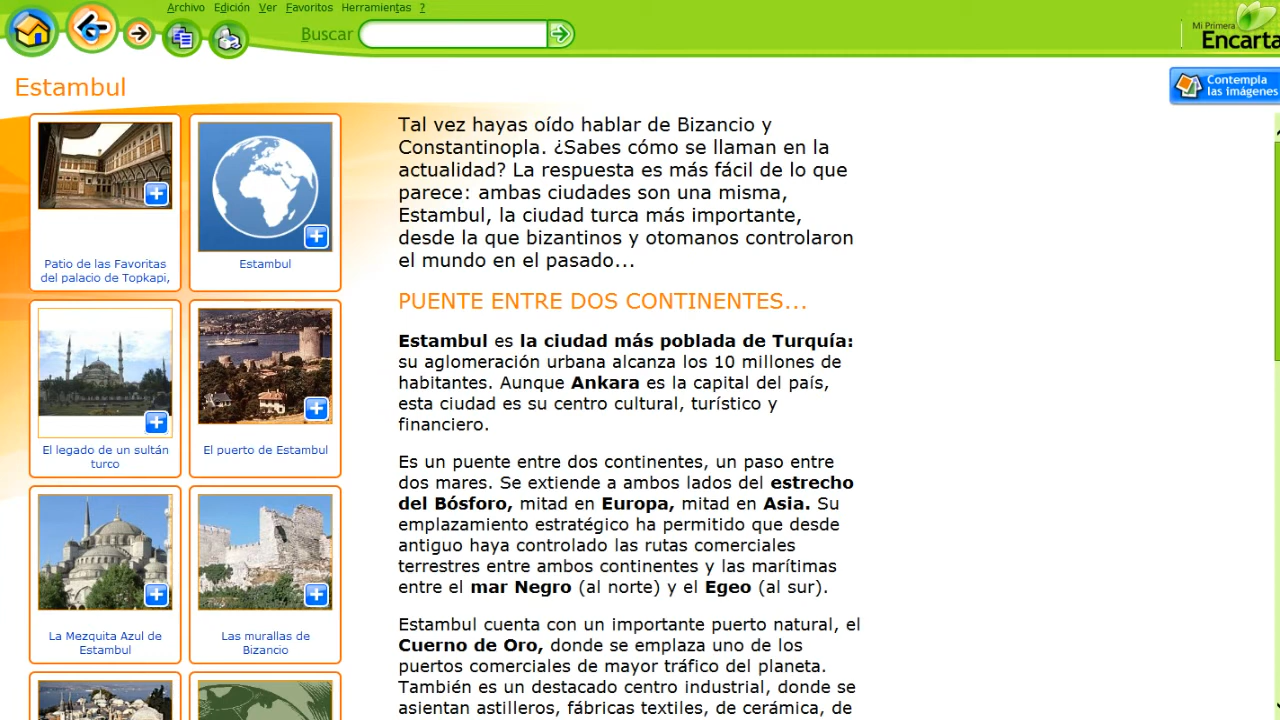 Archivo Edición Ver Favoritos Herramientas ?
Buscar
Mi Primera
Encarta
Estambul
Contempla
las imágenes
Patio de las Favoritas
del palacio de Topkapi,
Estambul
El legado de un sultán
turco
El puerto de Estambul
La Mezquita Azul de
Estambul
Las murallas de
Bizancio
Tal vez hayas oído hablar de Bizancio y
Constantinopla. ¿Sabes cómo se llaman en la
actualidad? La respuesta es más fácil de lo que
parece: ambas ciudades son una misma,
Estambul, la ciudad turca más importante,
desde la que bizantinos y otomanos controlaron
el mundo en el pasado...
PUENTE ENTRE DOS CONTINENTES...
Estambul es la ciudad más poblada de Turquía:
su aglomeración urbana alcanza los 10 millones de
habitantes. Aunque Ankara es la capital del país,
esta ciudad es su centro cultural, turístico y
financiero.
Es un puente entre dos continentes, un paso entre
dos mares. Se extiende a ambos lados del estrecho
del Bósforo, mitad en Europa, mitad en Asia. Su
emplazamiento estratégico ha permitido que desde
antiguo haya controlado las rutas comerciales
terrestres entre ambos continentes y las marítimas
entre el mar Negro (al norte) y el Egeo (al sur).
Estambul cuenta con un importante puerto natural, el
Cuerno de Oro, donde se emplaza uno de los
puertos comerciales de mayor tráfico del planeta.
También es un destacado centro industrial, donde se
asientan astilleros, fábricas textiles, de cerámica, de